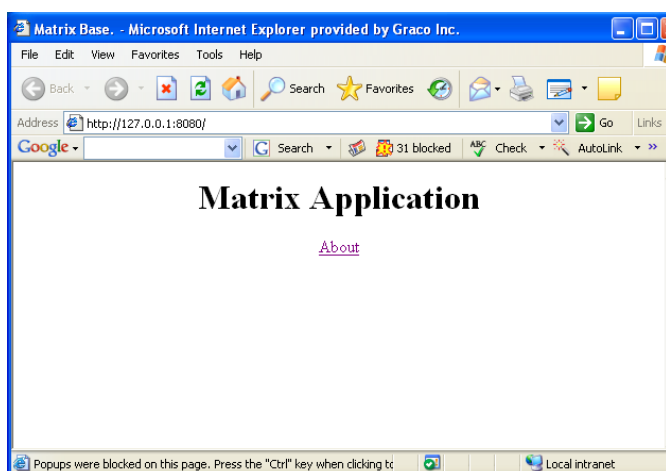 Matrix Base. - Microsoft Internet Explorer provided by Graco Inc.
File Edit View Favorites Tools Help
Back Search Favorites
Address http://127.0.0.1:8080/ Go Links
Google Search 31 blocked ABC Check AutoLink »
Matrix Application
About
Popups were blocked on this page. Press the "Ctrl" key when clicking to Local intranet